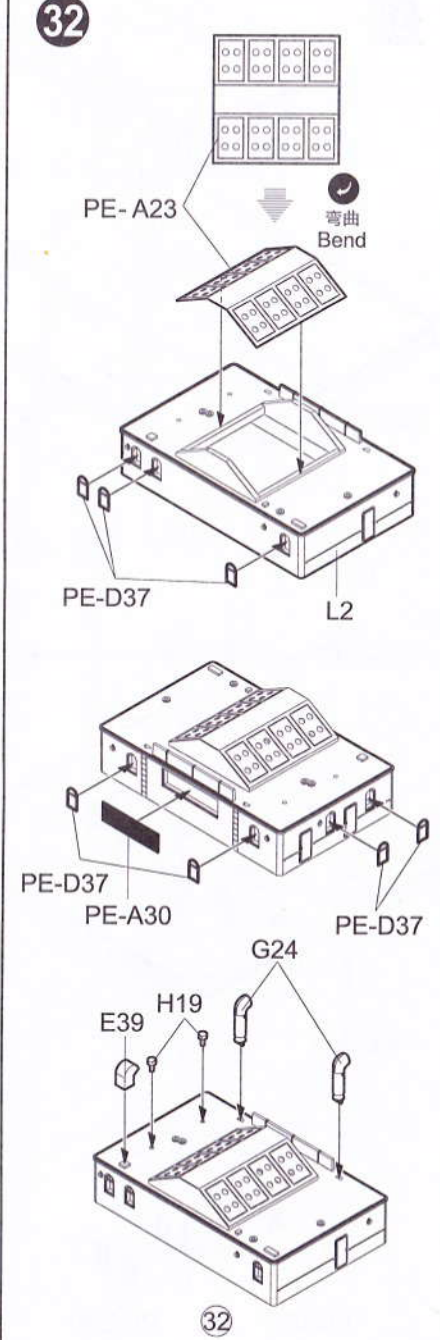 32
PE- A23
弯曲
Bend
PE-D37
L2
PE-D37
PE-A30
PE-D37
G24
H19
E39
32